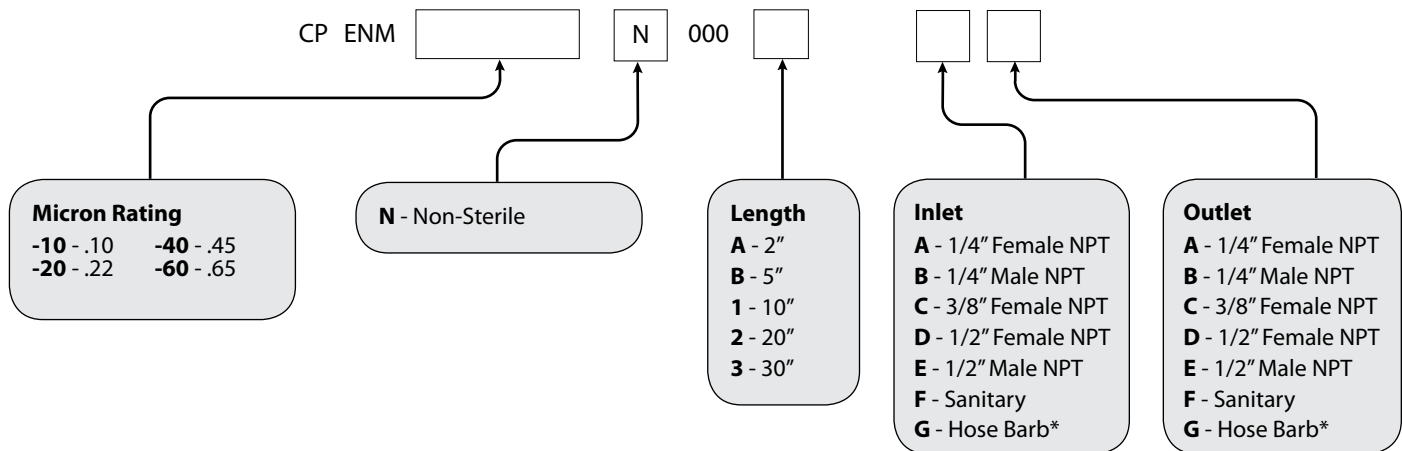 CP ENM N 000
Micron Rating
-10 - .10 -40 - .45
-20 - .22 -60 - .65
N - Non-Sterile
Length
A - 2”
B - 5”
1 - 10”
2 - 20”
3 - 30”
Inlet
A - 1/4” Female NPT
B - 1/4” Male NPT
C - 3/8” Female NPT
D - 1/2” Female NPT
E - 1/2” Male NPT
F - Sanitary
G - Hose Barb*
Outlet
A - 1/4” Female NPT
B - 1/4” Male NPT
C - 3/8” Female NPT
D - 1/2” Female NPT
E - 1/2” Male NPT
F - Sanitary
G - Hose Barb*